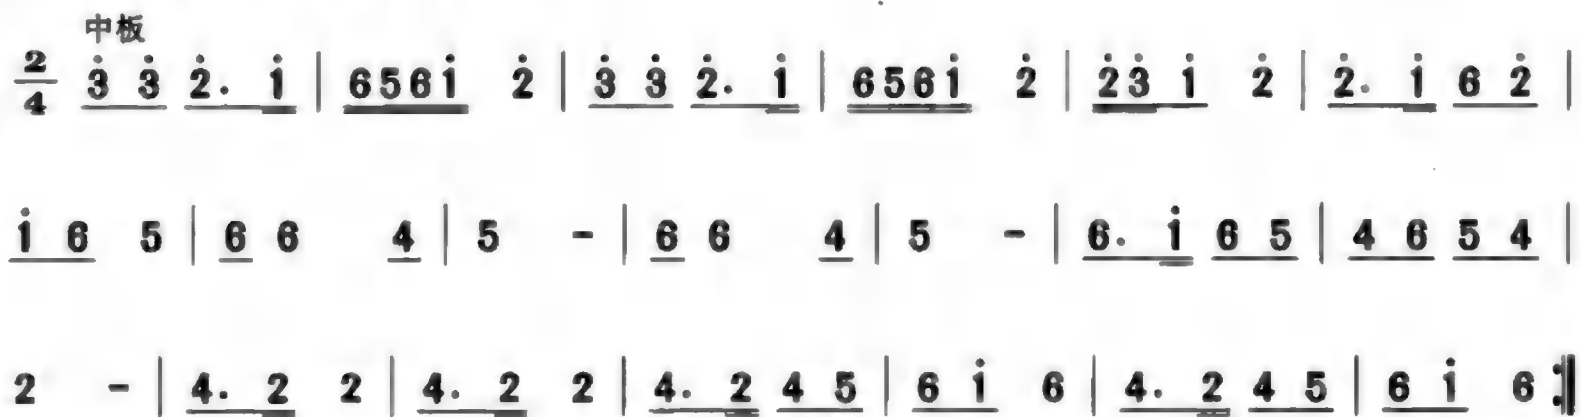 中板
2/4 3̇ 3̇ 2̇. 1̇ | 6561̇ 2̇ | 3̇ 3̇ 2̇. 1̇ | 6561̇ 2̇ | 2̇3̇ 1̇ 2̇ | 2̇. 1̇ 6 2̇ |
1̇ 6 5 | 6 6 4 | 5 - | 6 6 4 | 5 - | 6. 1̇ 6 5 | 4 6 5 4 |
2 - | 4. 2 2 | 4. 2 2 | 4. 2 4 5 | 6 1̇ 6 | 4. 2 4 5 | 6 1̇ 6 :‖